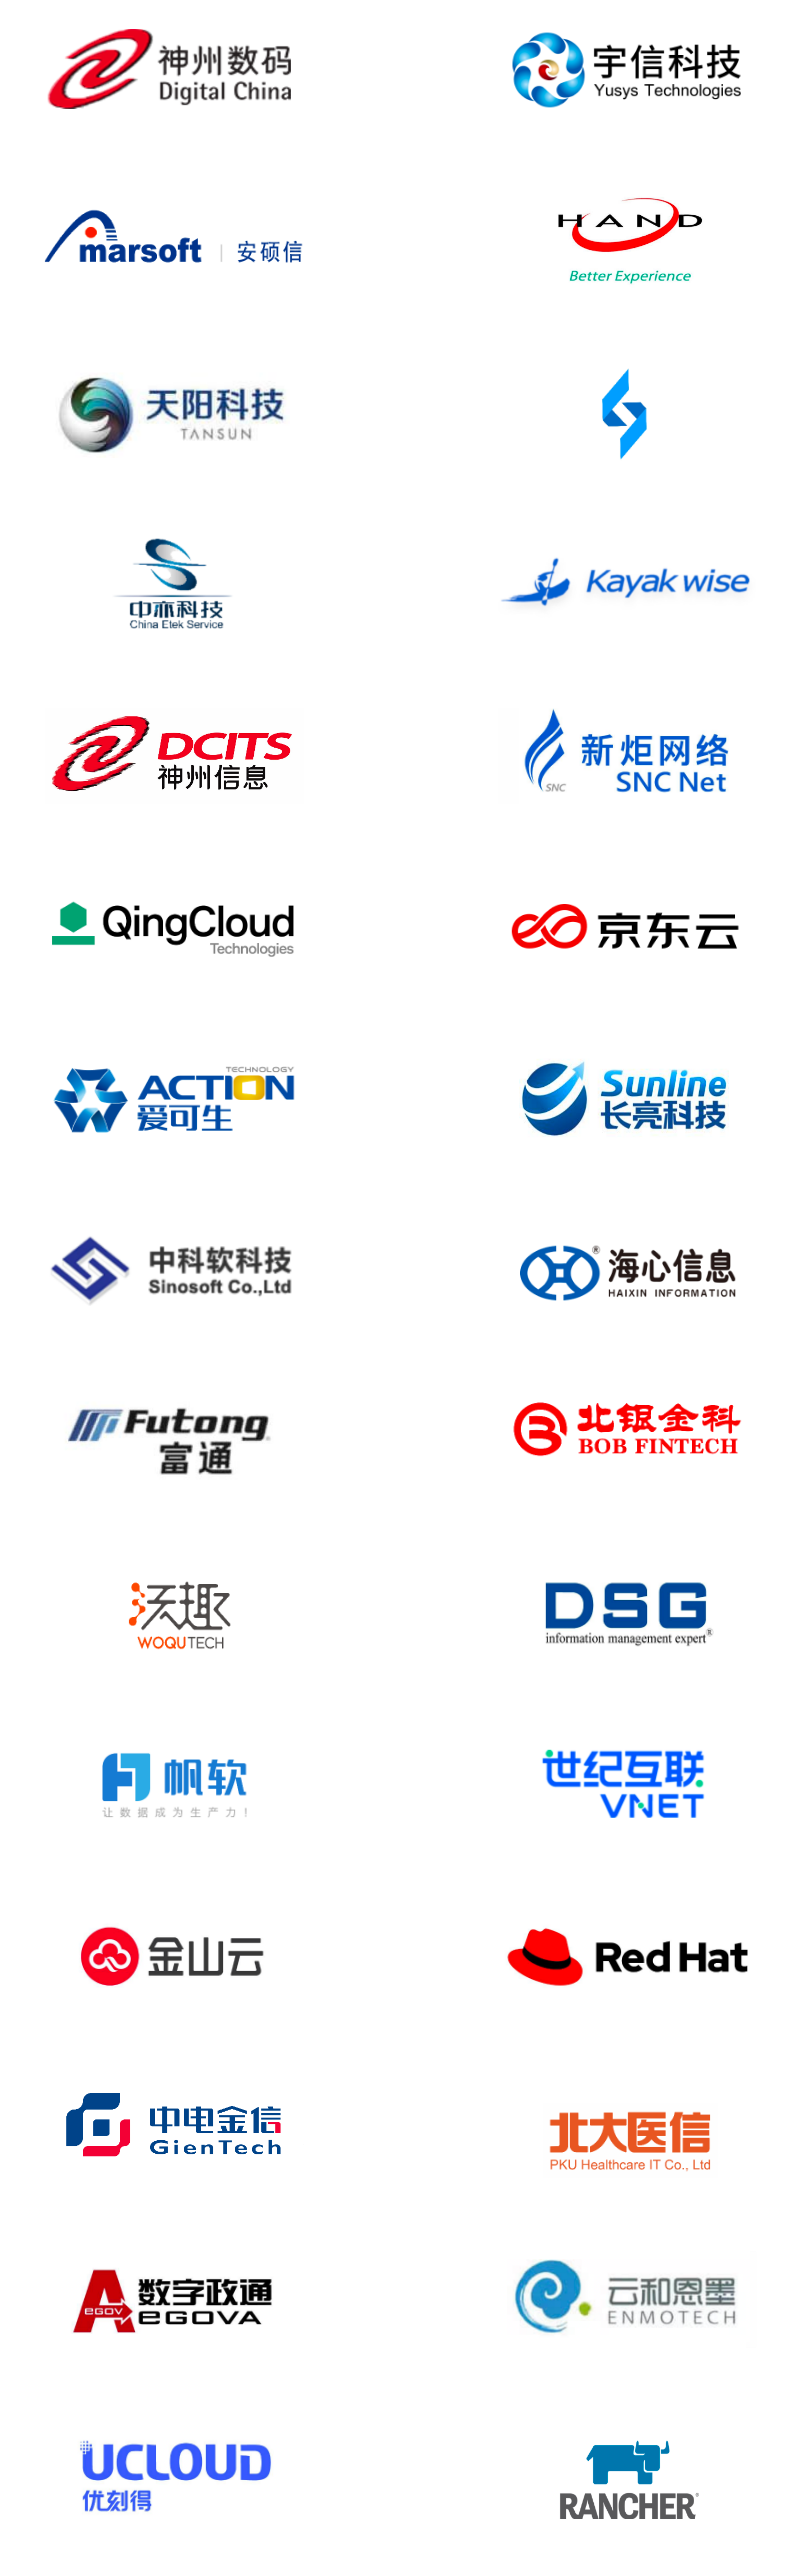 神州数码
Digital China
宇信科技
Yusys Technologies
marsoft | 安硕信
HAND
Better Experience
天阳科技
TANSUN
中亦科技
China Etek Service
Kayak wise
DCITS
神州信息
新炬网络
SNC Net
SNC
QingCloud
Technologies
京东云
TECHNOLOGY
ACTION
爱可生
Sunline
长亮科技
中科软科技
Sinosoft Co.,Ltd
海心信息®
HAIXIN INFORMATION
Futong®
富通
北银金科
BOB FINTECH
沃趣
WOQUTECH
DSG
information management expert®
帆软
让数据成为生产力!
世纪互联
VNET
金山云
Red Hat
中电金信
GienTech
北大医信
PKU Healthcare IT Co., Ltd
A
eGOV
数字政通
eGOVA
云和恩墨
ENMOTECH
UCLOUD
优刻得
RANCHER®